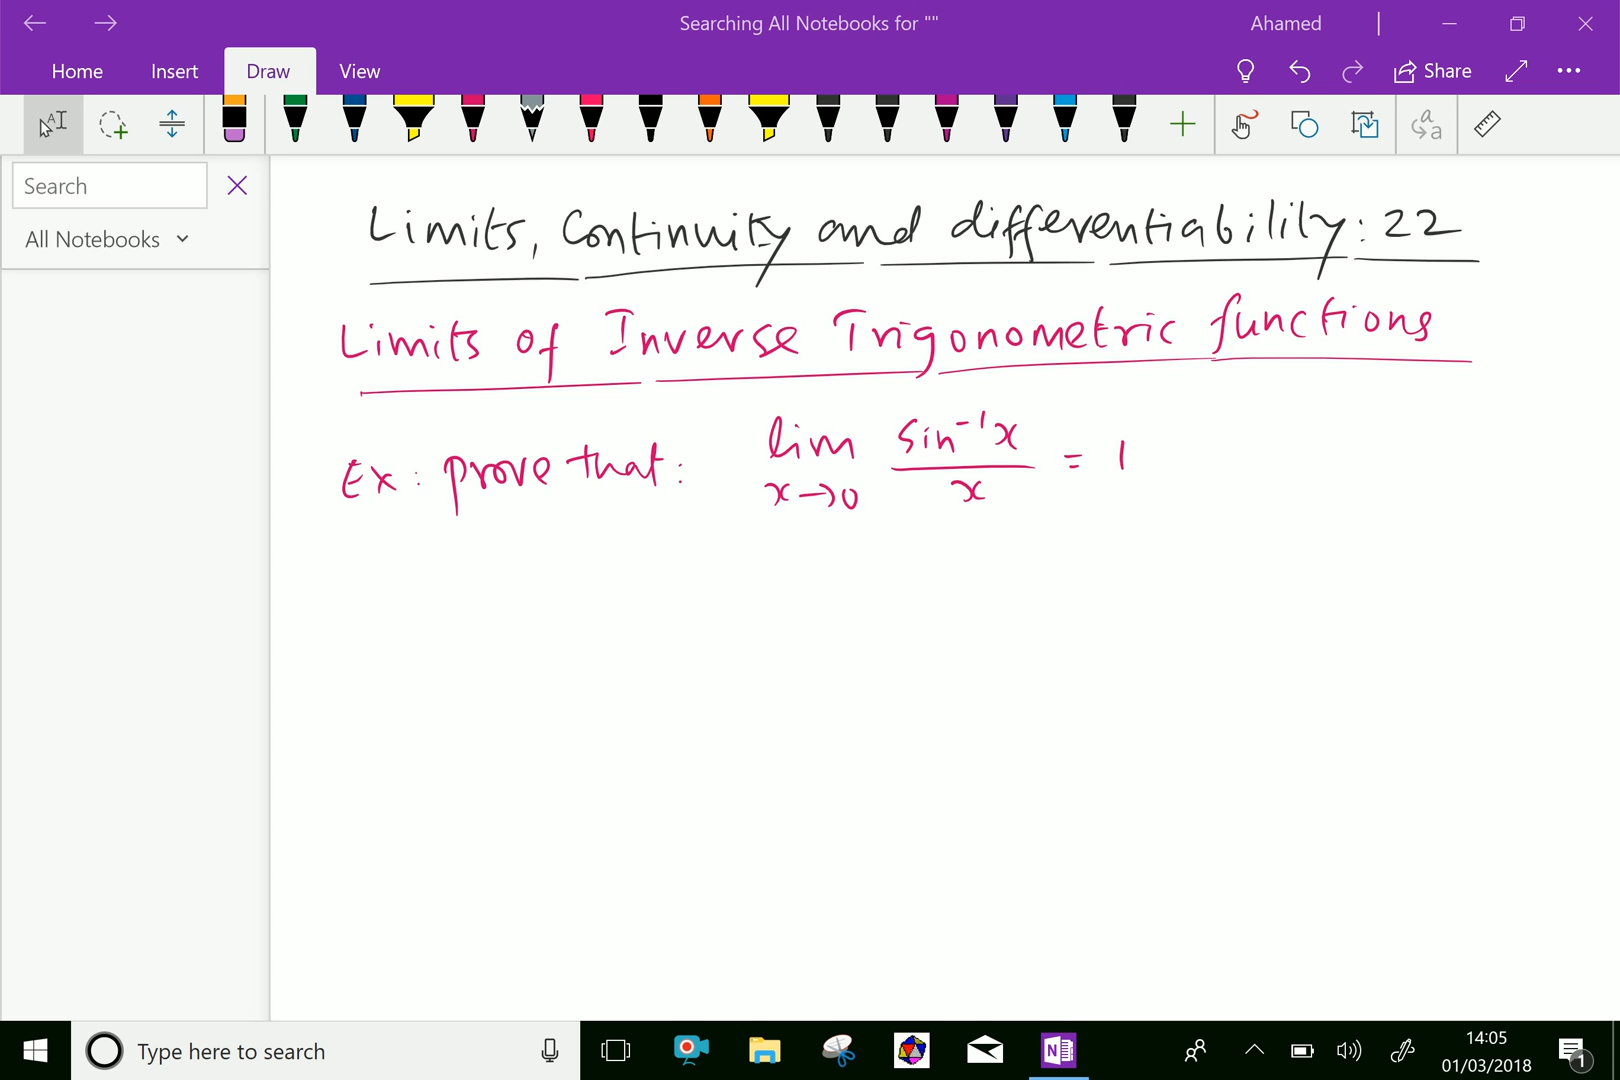 Searching All Notebooks for ""
Ahamed
Home Insert Draw View
Share
Search
All Notebooks
Limits, Continuity and differentiability: 22
Limits of Inverse Trigonometric functions
Ex: prove that: lim x→0 sin⁻¹x / x = 1
Type here to search
14:05
01/03/2018
1